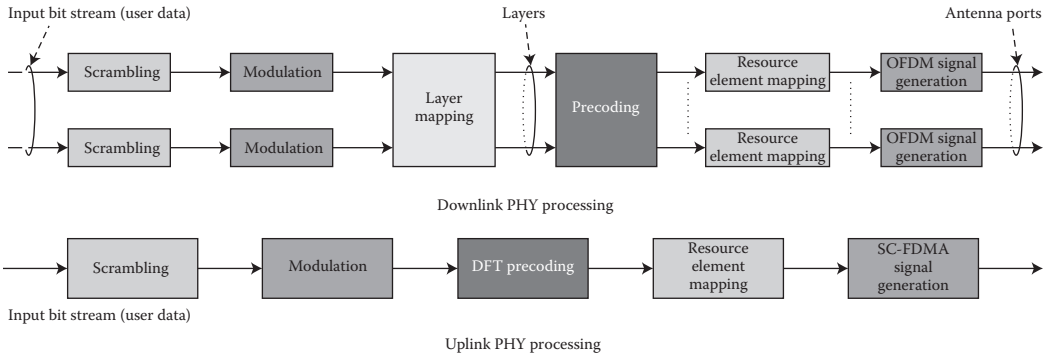 Input bit stream (user data)
Layers
Antenna ports
Scrambling
Modulation
Layer
mapping
Precoding
Resource
element mapping
OFDM signal
generation
Scrambling
Modulation
Resource
element mapping
OFDM signal
generation
Downlink PHY processing
Scrambling
Modulation
DFT precoding
Resource
element
mapping
SC-FDMA
signal
generation
Input bit stream (user data)
Uplink PHY processing